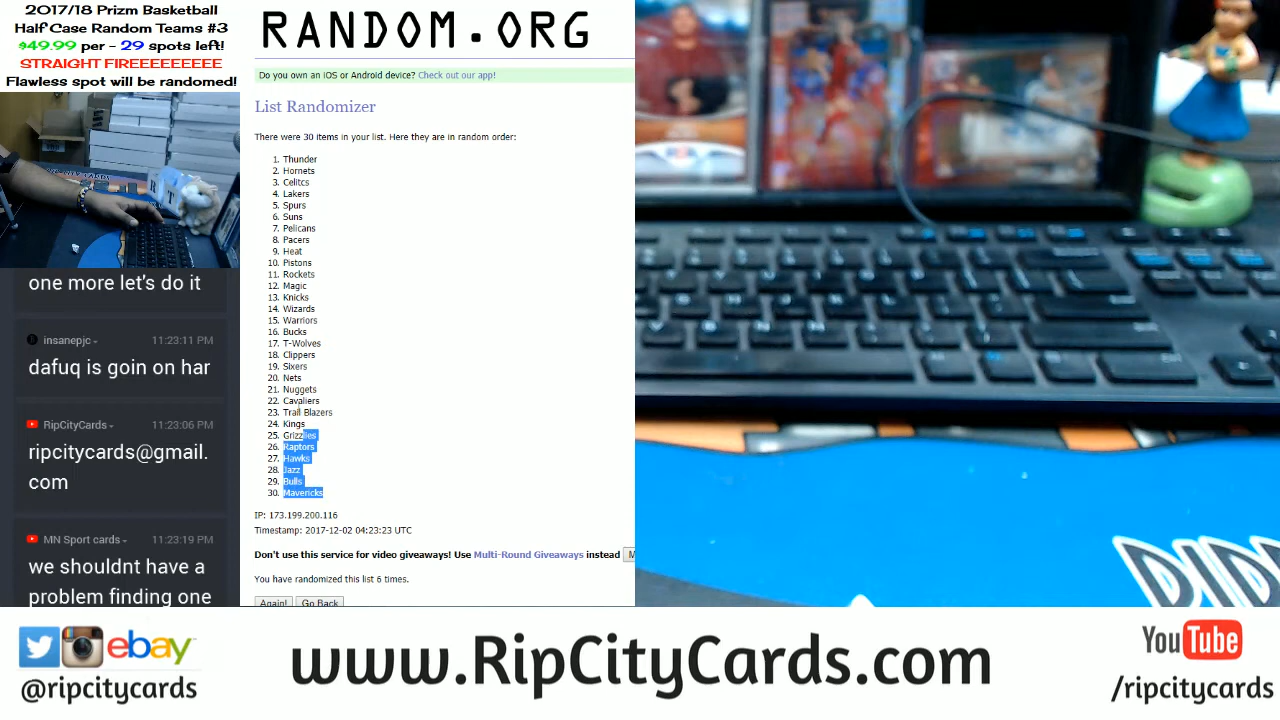 2017/18 Prizm Basketball
Half Case Random Teams #3
$49.99 per - 29 spots left!
STRAIGHT FIREEEEEEEEE
Flawless spot will be randomed!
one more let's do it
insanepjc
11:23:11 PM
dafuq is goin on har
RipCityCards
11:23:06 PM
ripcitycards@gmail.
com
MN Sport cards
11:23:19 PM
we shouldnt have a
problem finding one
RANDOM.ORG
Do you own an iOS or Android device? Check out our app!
List Randomizer
There were 30 items in your list. Here they are in random order:
1. Thunder
2. Hornets
3. Celitcs
4. Lakers
5. Spurs
6. Suns
7. Pelicans
8. Pacers
9. Heat
10. Pistons
11. Rockets
12. Magic
13. Knicks
14. Wizards
15. Warriors
16. Bucks
17. T-Wolves
18. Clippers
19. Sixers
20. Nets
21. Nuggets
22. Cavaliers
23. Trail Blazers
24. Kings
25. Grizzlies
26. Raptors
27. Hawks
28. Jazz
29. Bulls
30. Mavericks
IP: 173.199.200.116
Timestamp: 2017-12-02 04:23:23 UTC
Don't use this service for video giveaways! Use Multi-Round Giveaways instead
You have randomized this list 6 times.
Again! Go Back
ebay
@ripcitycards
www.RipCityCards.com
YouTube
/ripcitycards